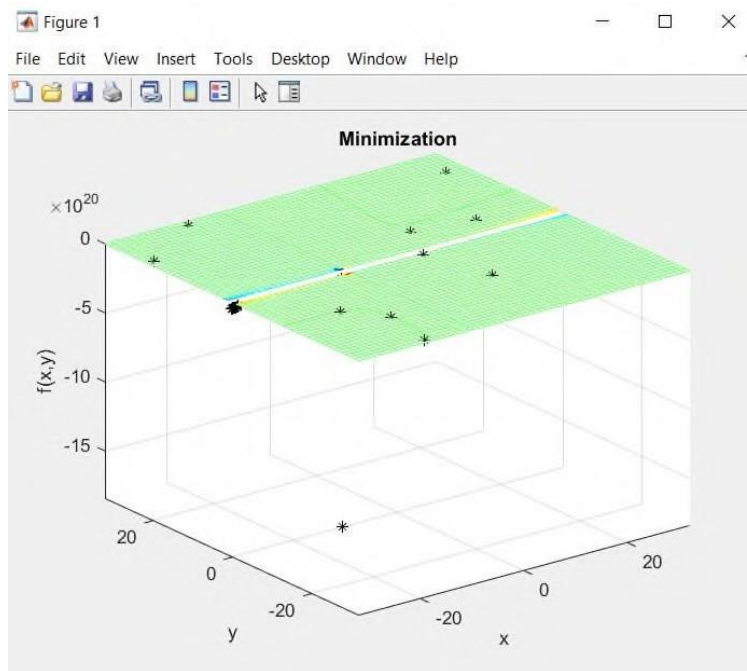 Figure 1
File Edit View Insert Tools Desktop Window Help
Minimization
×10^20
0
-5
-10
-15
f(x,y)
20
0
-20
y
-20
0
20
x